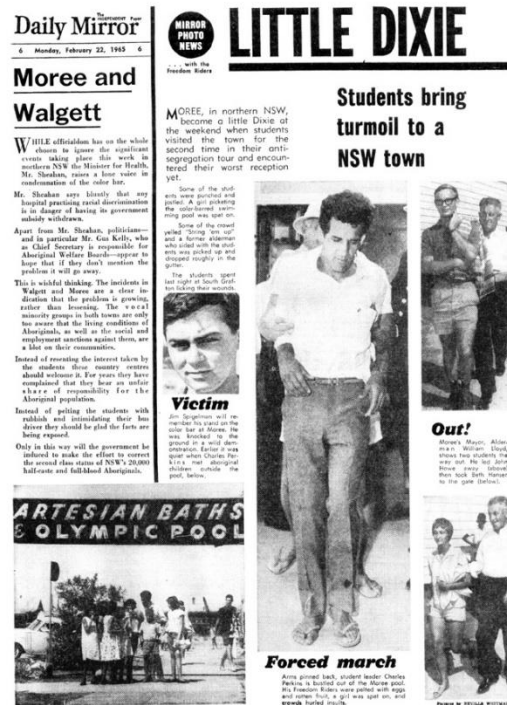 The
INDEPENDENT Paper
Daily Mirror
6 Monday, February 22, 1965 6
Moree and
Walgett
WHILE officialdom has on the whole
chosen to ignore the significant
events taking place this week in
northern NSW the Minister for Health,
Mr. Sheahan, raises a lone voice in
condemnation of the color bar.
Mr. Sheahan says bluntly that any
hospital practising racial discrimination
is in danger of having its government
subsidy withdrawn.
Apart from Mr. Sheahan, politicians—
and in particular Mr. Gus Kelly, who
as Chief Secretary is responsible for
Aboriginal Welfare Boards—appear to
hope that if they don't mention the
problem it will go away.
This is wishful thinking. The incidents in
Walgett and Moree are a clear in-
dication that the problem is growing,
rather than lessening. The vocal
minority groups in both towns are only
too aware that the living conditions of
Aboriginals, as well as the social and
employment sanctions against them, are
a blot on their communities.
Instead of resenting the interest taken by
the students these country centres
should welcome it. For years they have
complained that they bear an unfair
share of responsibility for the
Aboriginal population.
Instead of pelting the students with
rubbish and intimidating their bus
driver they should be glad the facts are
being exposed.
Only in this way will the government be
induced to make the effort to correct
the second class status of NSW's 20,000
half-caste and full-blood Aboriginals.
MIRROR
PHOTO
NEWS
. . . with the
Freedom Riders
LITTLE DIXIE
Students bring
turmoil to a
NSW town
MOREE, in northern NSW,
became a little Dixie at
the weekend when students
visited the town for the
second time in their anti-
segregation tour and encoun-
tered their worst reception
yet.
Some of the stud-
ents were punched and
jostled. A girl picketing
the color-barred swim-
ming pool was spat on.
Some of the crowd
yelled "String 'em up"
and a former alderman
who sided with the stud-
ents was picked up and
dropped roughly in the
gutter.
The students spent
last night at South Graf-
ton licking their wounds.
Victim
Jim Spigelman will re-
member his stand on the
color bar at Moree. He
was knocked to the
ground in a wild dem-
onstration. Earlier it was
quiet when Charles Per-
kins met aboriginal
children outside the
pool, below.
ARTESIAN BATHS
& OLYMPIC POOL
Forced march
Arms pinned back, student leader Charles
Perkins is bustled out of the Moree pool.
His Freedom Riders were pelted with eggs
and rotten fruit, a girl was spat on, and
crowds hurled insults.
Out!
Moree's Mayor, Alder-
man William Lloyd,
shows two students the
way out. He led John
Howe away (above)
then took Beth Hansen
to the gate (below).